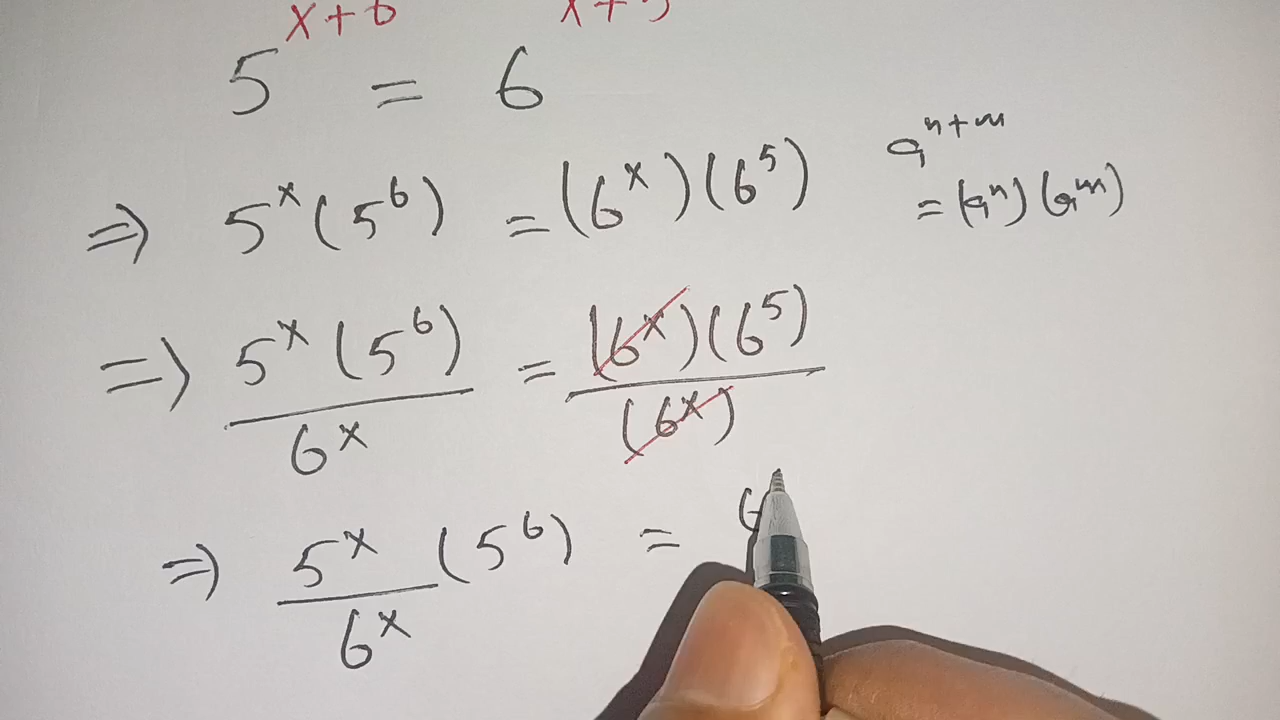 5^(x+6) = 6^(x+5)
a^(n+m)
= (a^n)(a^m)
⇒ 5^x(5^6) = (6^x)(6^5)
⇒ 5^x(5^6)/6^x = (6^x)(6^5)/(6^x)
⇒ 5^x/6^x (5^6) = 6